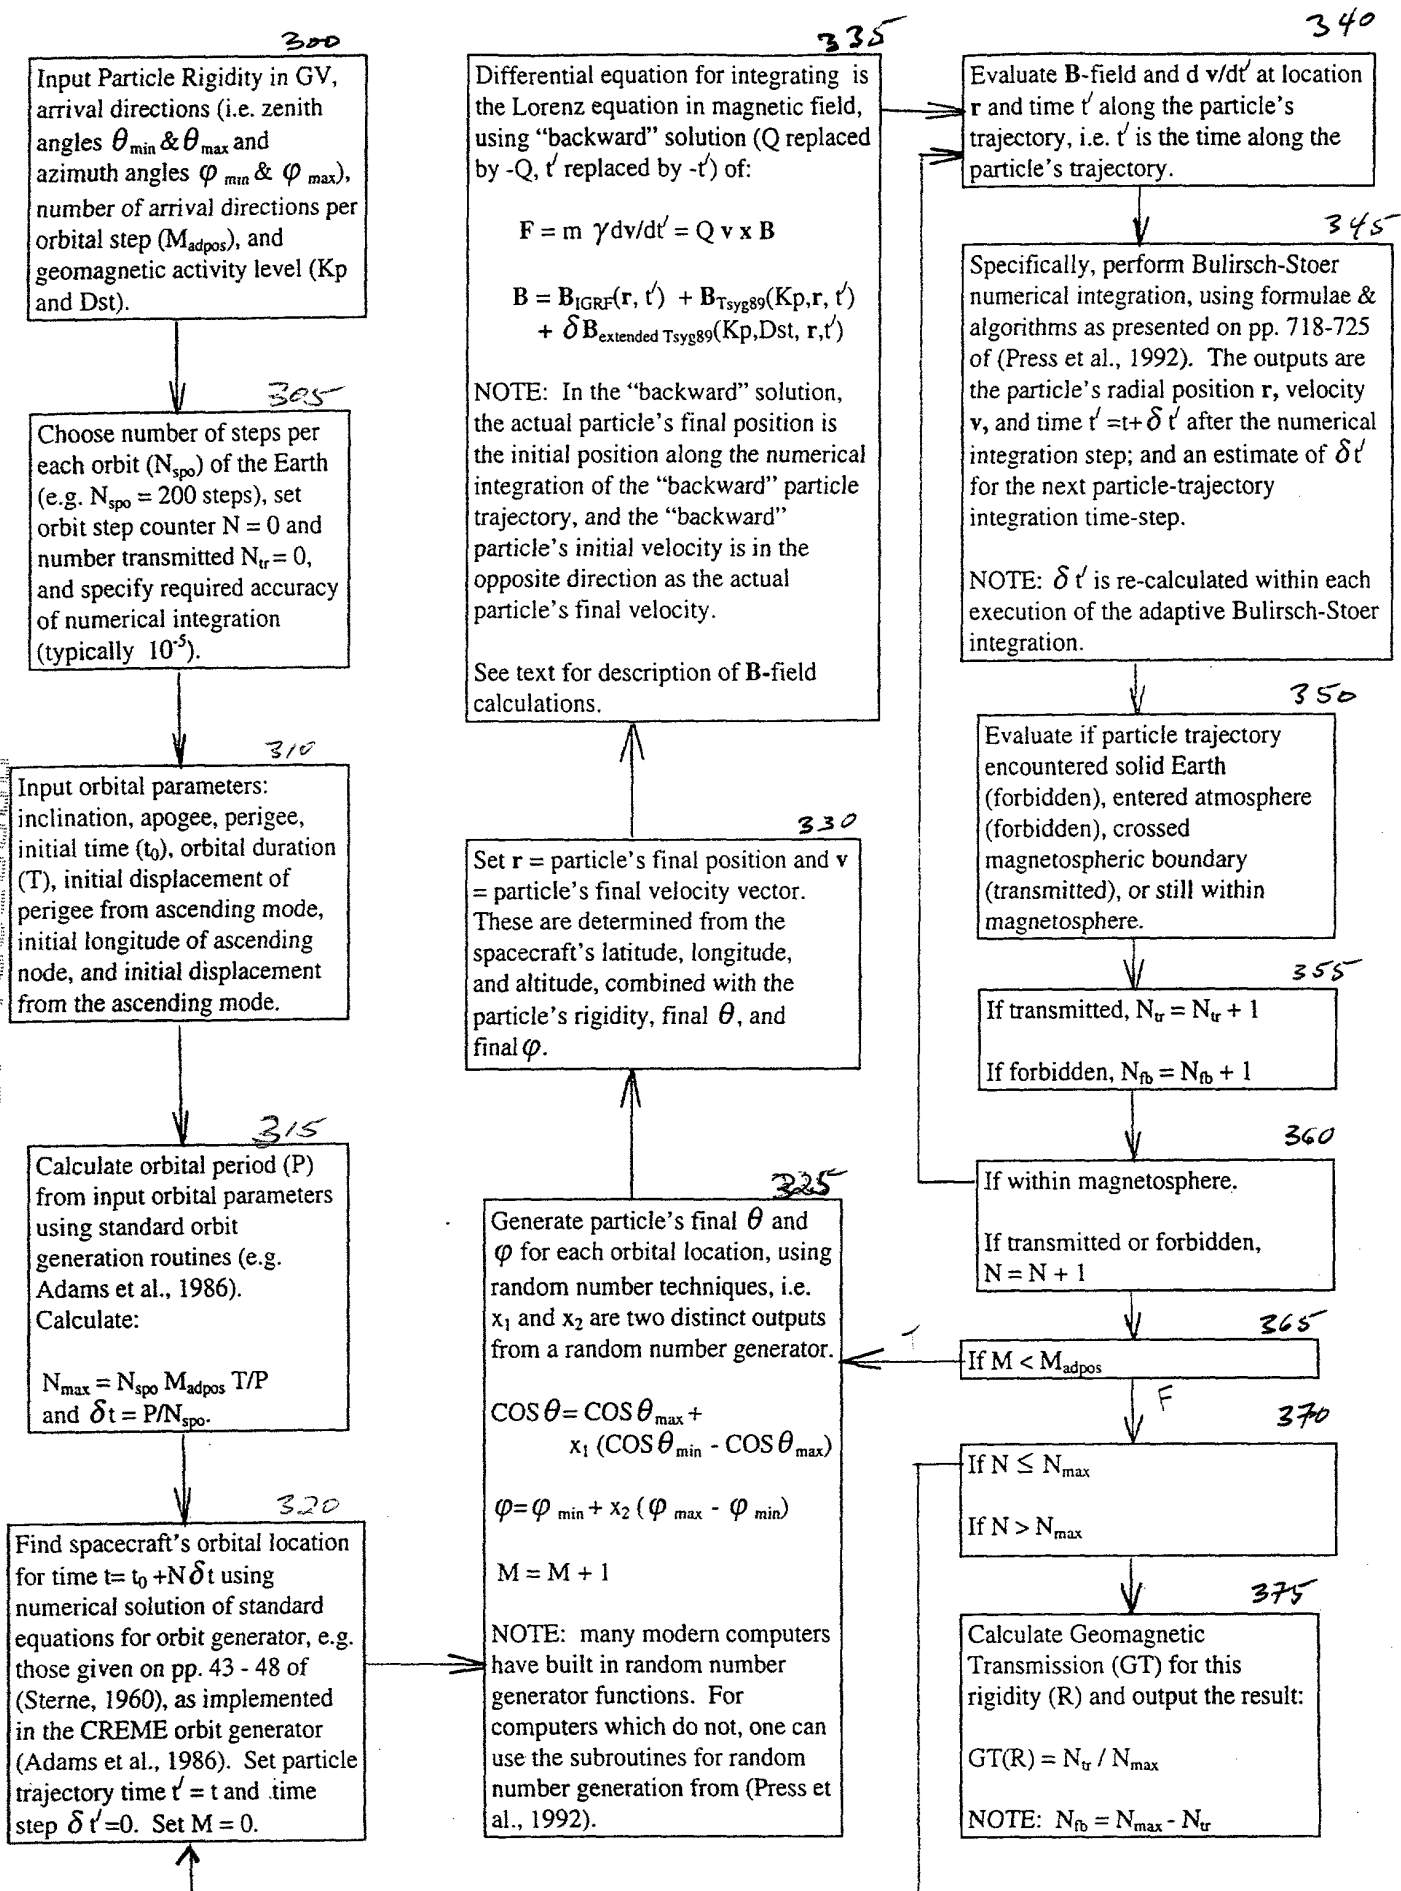 300
Input Particle Rigidity in GV,
arrival directions (i.e. zenith
angles θmin & θmax and
azimuth angles φ min & φ max),
number of arrival directions per
orbital step (Madpos), and
geomagnetic activity level (Kp
and Dst).
305
Choose number of steps per
each orbit (Nspo) of the Earth
(e.g. Nspo = 200 steps), set
orbit step counter N = 0 and
number transmitted Ntr = 0,
and specify required accuracy
of numerical integration
(typically 10-5).
310
Input orbital parameters:
inclination, apogee, perigee,
initial time (t0), orbital duration
(T), initial displacement of
perigee from ascending mode,
initial longitude of ascending
node, and initial displacement
from the ascending mode.
315
Calculate orbital period (P)
from input orbital parameters
using standard orbit
generation routines (e.g.
Adams et al., 1986).
Calculate:
Nmax = Nspo Madpos T/P
and δt = P/Nspo.
320
Find spacecraft's orbital location
for time t= t0 +Nδt using
numerical solution of standard
equations for orbit generator, e.g.
those given on pp. 43 - 48 of
(Sterne, 1960), as implemented
in the CREME orbit generator
(Adams et al., 1986). Set particle
trajectory time t' = t and time
step δ t'=0. Set M = 0.
325
Generate particle's final θ and
φ for each orbital location, using
random number techniques, i.e.
x1 and x2 are two distinct outputs
from a random number generator.
COS θ= COS θmax +
x1 (COS θmin - COS θmax)
φ=φ min + x2 (φ max - φ min)
M = M + 1
NOTE: many modern computers
have built in random number
generator functions. For
computers which do not, one can
use the subroutines for random
number generation from (Press et
al., 1992).
330
Set r = particle's final position and v
= particle's final velocity vector.
These are determined from the
spacecraft's latitude, longitude,
and altitude, combined with the
particle's rigidity, final θ, and
final φ.
335
Differential equation for integrating is
the Lorenz equation in magnetic field,
using "backward" solution (Q replaced
by -Q, t' replaced by -t') of:
F = m γ dv/dt' = Q v x B
B = BIGRF(r, t') + BTsyg89(Kp,r, t')
+ δBextended Tsyg89(Kp,Dst, r,t')
NOTE: In the "backward" solution,
the actual particle's final position is
the initial position along the numerical
integration of the "backward" particle
trajectory, and the "backward"
particle's initial velocity is in the
opposite direction as the actual
particle's final velocity.
See text for description of B-field
calculations.
340
Evaluate B-field and d v/dt' at location
r and time t' along the particle's
trajectory, i.e. t' is the time along the
particle's trajectory.
345
Specifically, perform Bulirsch-Stoer
numerical integration, using formulae &
algorithms as presented on pp. 718-725
of (Press et al., 1992). The outputs are
the particle's radial position r, velocity
v, and time t' =t+ δ t' after the numerical
integration step; and an estimate of δt'
for the next particle-trajectory
integration time-step.
NOTE: δ t' is re-calculated within each
execution of the adaptive Bulirsch-Stoer
integration.
350
Evaluate if particle trajectory
encountered solid Earth
(forbidden), entered atmosphere
(forbidden), crossed
magnetospheric boundary
(transmitted), or still within
magnetosphere.
355
If transmitted, Ntr = Ntr + 1
If forbidden, Nfb = Nfb + 1
360
If within magnetosphere.
If transmitted or forbidden,
N = N + 1
365
T
If M < Madpos
F
370
If N ≤ Nmax
If N > Nmax
375
Calculate Geomagnetic
Transmission (GT) for this
rigidity (R) and output the result:
GT(R) = Ntr / Nmax
NOTE: Nfb = Nmax - Ntr